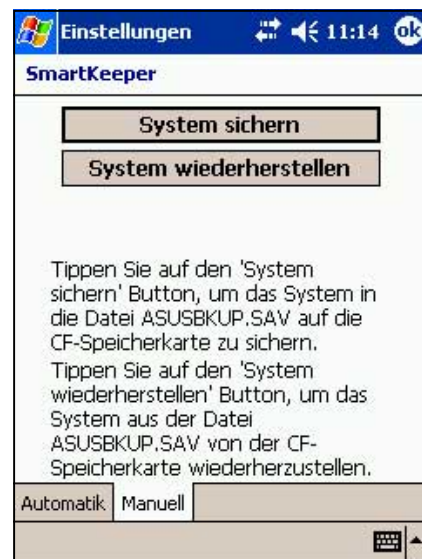 Einstellungen 11:14 ok
SmartKeeper
System sichern
System wiederherstellen
Tippen Sie auf den 'System
sichern' Button, um das System in
die Datei ASUSBKUP.SAV auf die
CF-Speicherkarte zu sichern.
Tippen Sie auf den 'System
wiederherstellen' Button, um das
System aus der Datei
ASUSBKUP.SAV von der CF-
Speicherkarte wiederherzustellen.
Automatik Manuell